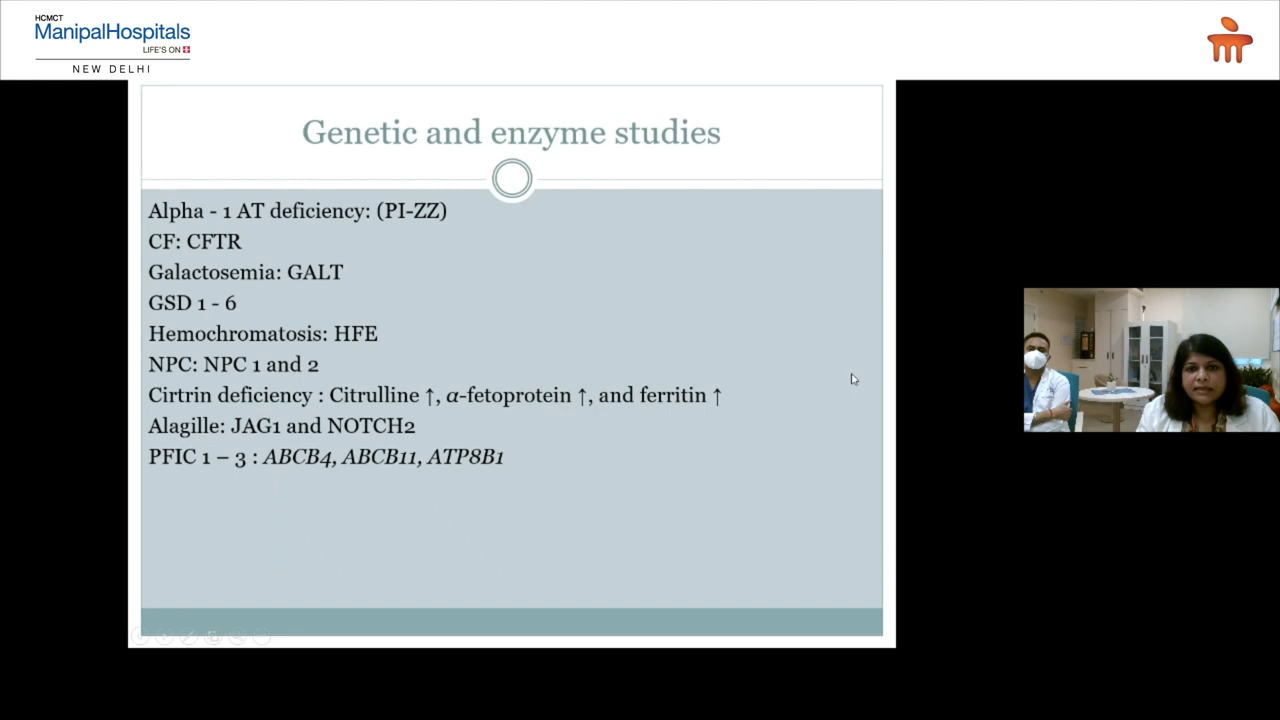 HCMCT
ManipalHospitals
LIFE'S ON
NEW DELHI
Genetic and enzyme studies
Alpha - 1 AT deficiency: (PI-ZZ)
CF: CFTR
Galactosemia: GALT
GSD 1 - 6
Hemochromatosis: HFE
NPC: NPC 1 and 2
Cirtrin deficiency : Citrulline ↑, α-fetoprotein ↑, and ferritin ↑
Alagille: JAG1 and NOTCH2
PFIC 1 – 3 : ABCB4, ABCB11, ATP8B1